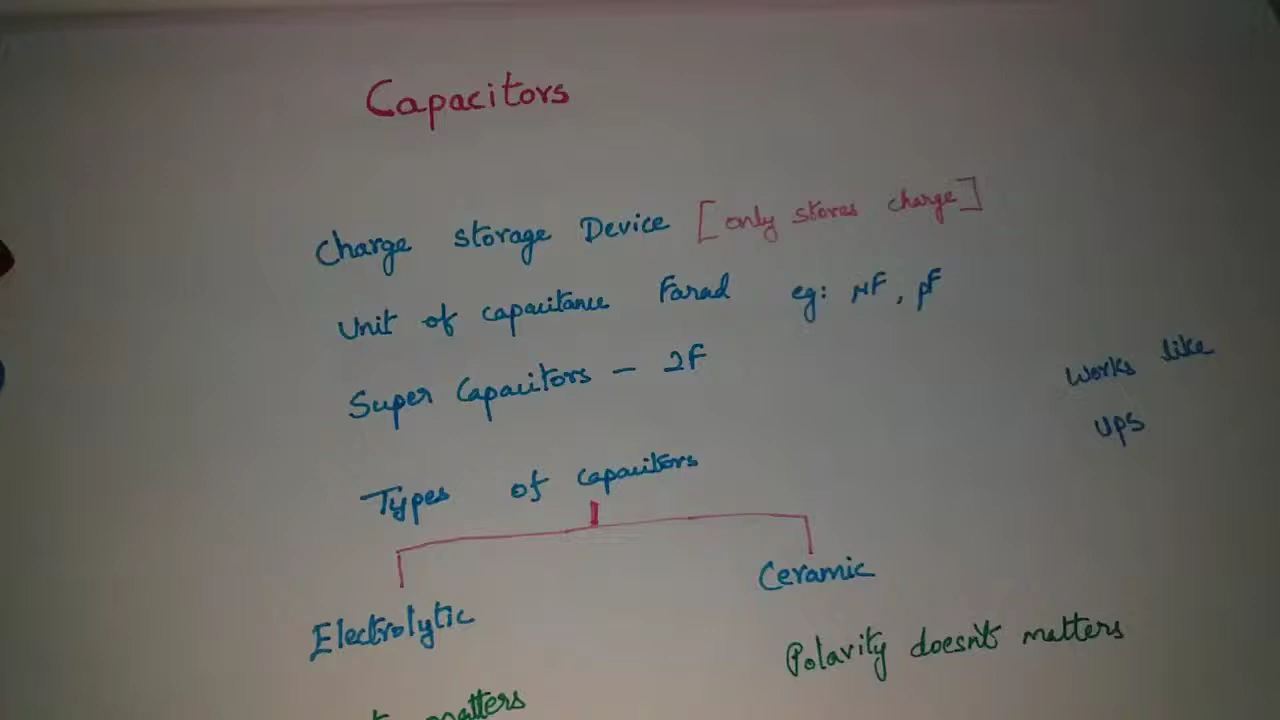 Capacitors
Charge Storage Device [only stores charge]
Unit of capacitance Farad eg: μF, pF
Super Capacitors - 2F
Works like
UPS
Types of capacitors
Electrolytic
Ceramic
Polarity doesn't matters
matters